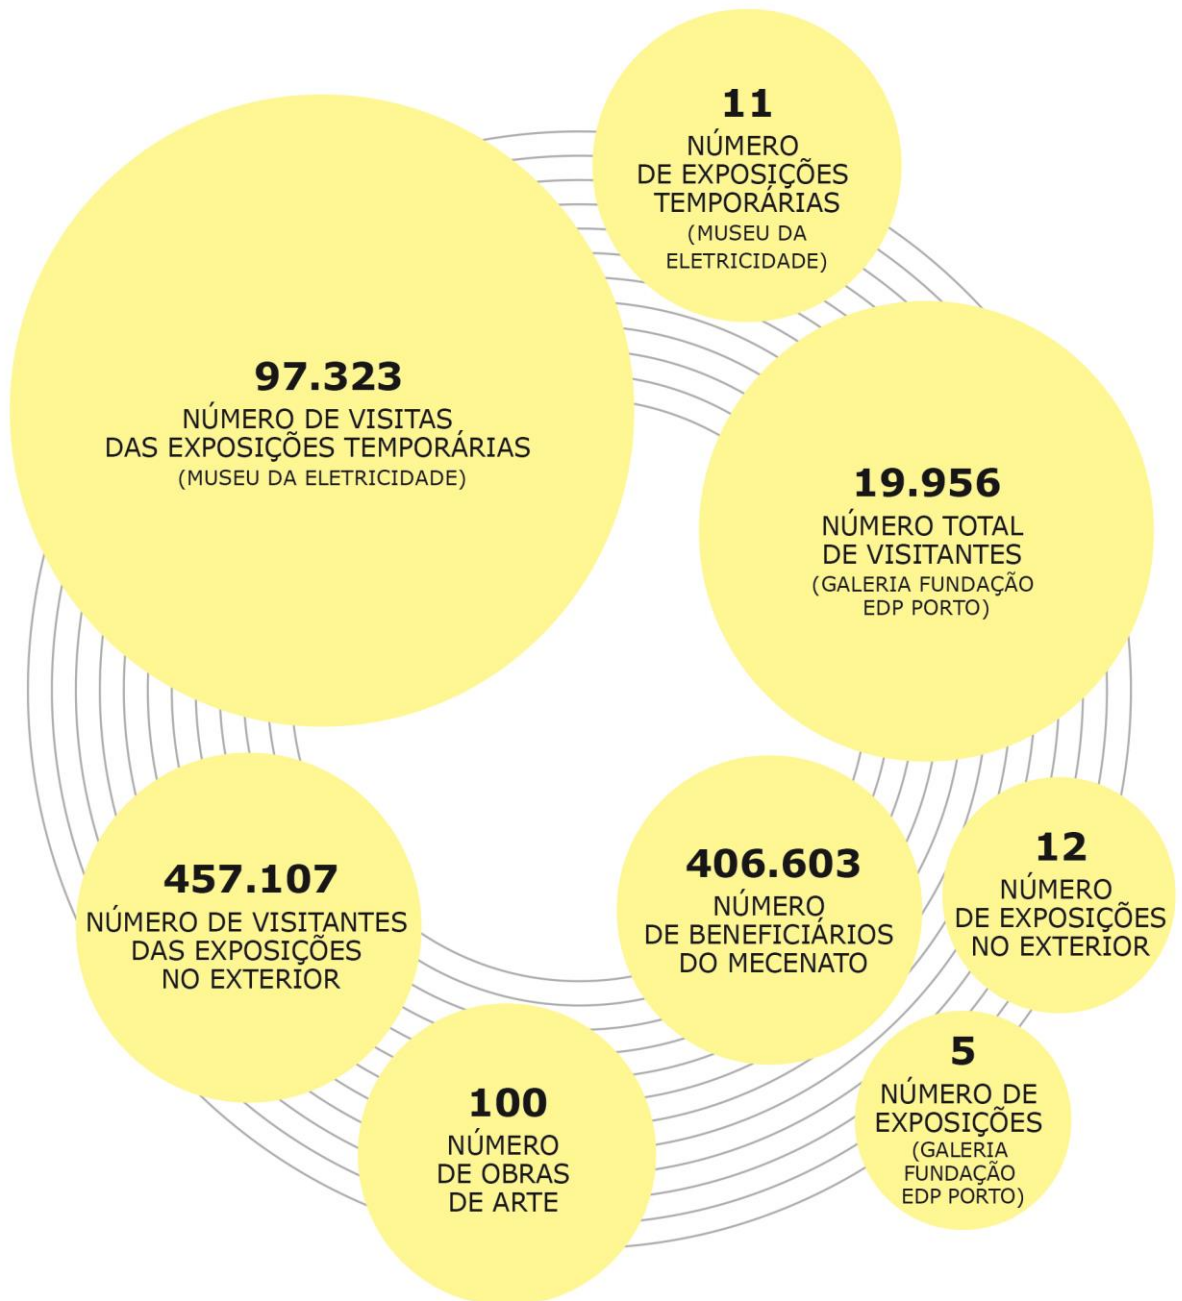 11
NÚMERO
DE EXPOSIÇÕES
TEMPORÁRIAS
(MUSEU DA
ELETRICIDADE)
97.323
NÚMERO DE VISITAS
DAS EXPOSIÇÕES TEMPORÁRIAS
(MUSEU DA ELETRICIDADE)
19.956
NÚMERO TOTAL
DE VISITANTES
(GALERIA FUNDAÇÃO
EDP PORTO)
457.107
NÚMERO DE VISITANTES
DAS EXPOSIÇÕES
NO EXTERIOR
406.603
NÚMERO
DE BENEFICIÁRIOS
DO MECENATO
12
NÚMERO
DE EXPOSIÇÕES
NO EXTERIOR
100
NÚMERO
DE OBRAS
DE ARTE
5
NÚMERO DE
EXPOSIÇÕES
(GALERIA
FUNDAÇÃO
EDP PORTO)